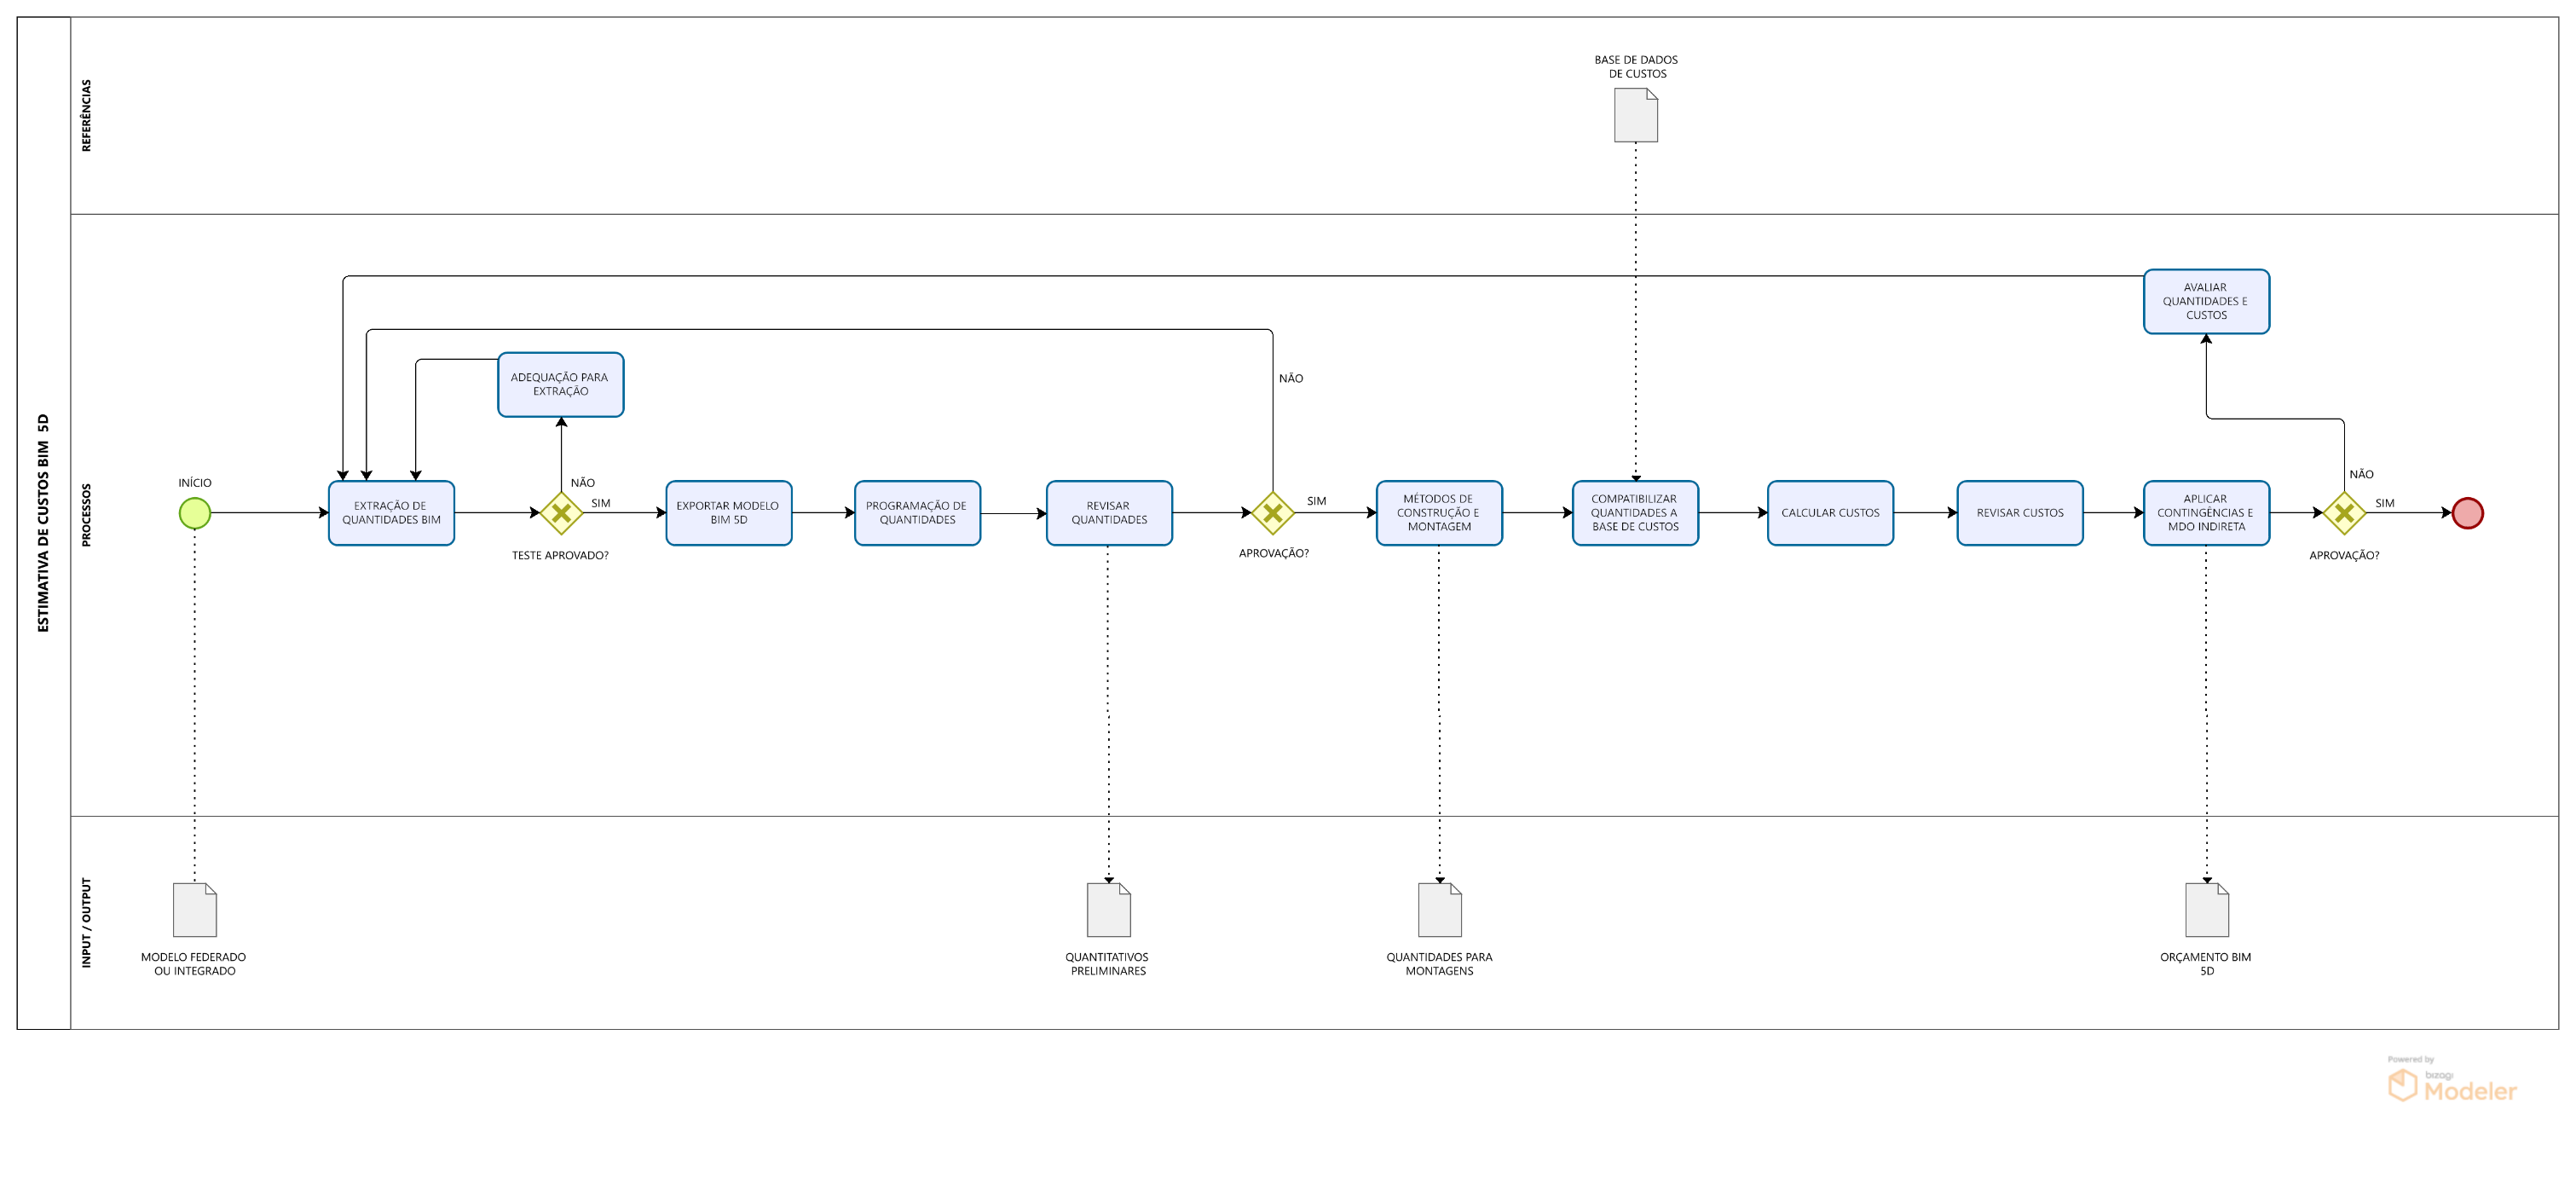 ESTIMATIVA DE CUSTOS BIM 5D
REFERÊNCIAS
BASE DE DADOS
DE CUSTOS
PROCESSOS
AVALIAR
QUANTIDADES E
CUSTOS
ADEQUAÇÃO PARA
EXTRAÇÃO
NÃO
INÍCIO
EXTRAÇÃO DE
QUANTIDADES BIM
NÃO
SIM
TESTE APROVADO?
EXPORTAR MODELO
BIM 5D
PROGRAMAÇÃO DE
QUANTIDADES
REVISAR
QUANTIDADES
SIM
APROVAÇÃO?
MÉTODOS DE
CONSTRUÇÃO E
MONTAGEM
COMPATIBILIZAR
QUANTIDADES A
BASE DE CUSTOS
CALCULAR CUSTOS
REVISAR CUSTOS
APLICAR
CONTINGÊNCIAS E
MDO INDIRETA
NÃO
SIM
APROVAÇÃO?
INPUT / OUTPUT
MODELO FEDERADO
OU INTEGRADO
QUANTITATIVOS
PRELIMINARES
QUANTIDADES PARA
MONTAGENS
ORÇAMENTO BIM
5D
Powered by
bizagi
Modeler